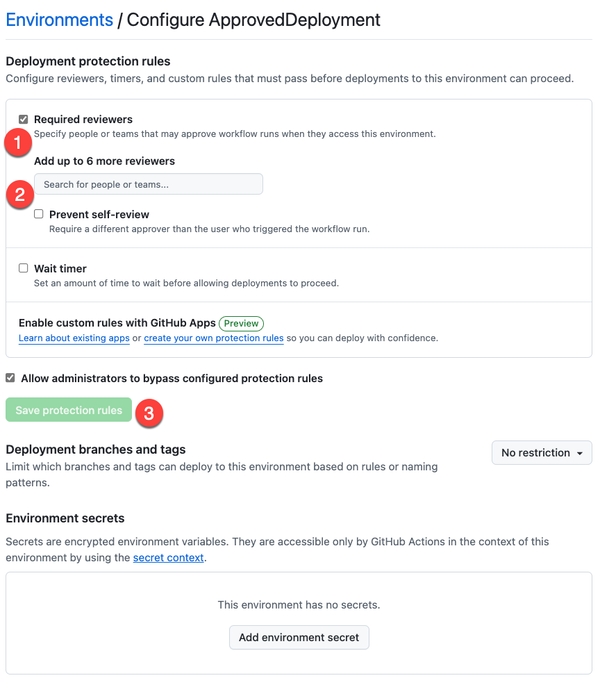 Environments / Configure ApprovedDeployment
Deployment protection rules
Configure reviewers, timers, and custom rules that must pass before deployments to this environment can proceed.
Required reviewers
1
Specify people or teams that may approve workflow runs when they access this environment.
Add up to 6 more reviewers
2
Search for people or teams...
Prevent self-review
Require a different approver than the user who triggered the workflow run.
Wait timer
Set an amount of time to wait before allowing deployments to proceed.
Enable custom rules with GitHub Apps Preview
Learn about existing apps or create your own protection rules so you can deploy with confidence.
Allow administrators to bypass configured protection rules
Save protection rules 3
Deployment branches and tags
Limit which branches and tags can deploy to this environment based on rules or naming
patterns.
No restriction
Environment secrets
Secrets are encrypted environment variables. They are accessible only by GitHub Actions in the context of this
environment by using the secret context.
This environment has no secrets.
Add environment secret